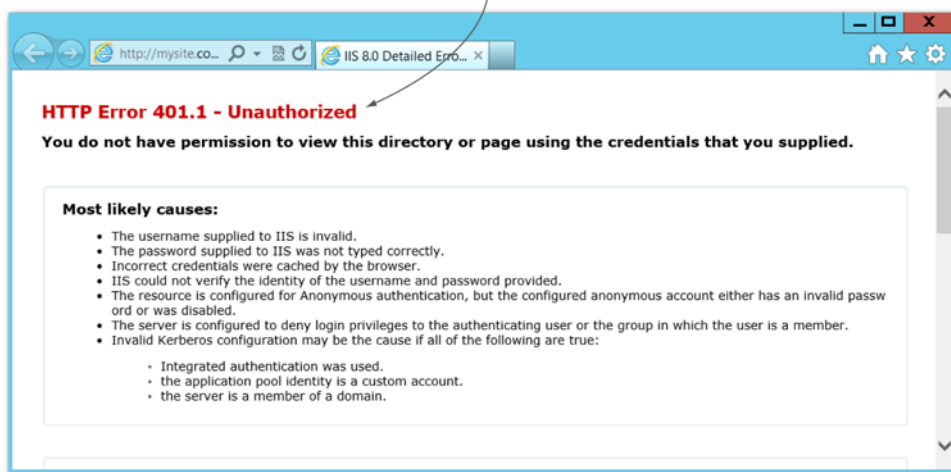 X
http://mysite.co...
IIS 8.0 Detailed Erro... ×
HTTP Error 401.1 - Unauthorized
You do not have permission to view this directory or page using the credentials that you supplied.
Most likely causes:
• The username supplied to IIS is invalid.
• The password supplied to IIS was not typed correctly.
• Incorrect credentials were cached by the browser.
• IIS could not verify the identity of the username and password provided.
• The resource is configured for Anonymous authentication, but the configured anonymous account either has an invalid passw
ord or was disabled.
• The server is configured to deny login privileges to the authenticating user or the group in which the user is a member.
• Invalid Kerberos configuration may be the cause if all of the following are true:
• Integrated authentication was used.
• the application pool identity is a custom account.
• the server is a member of a domain.